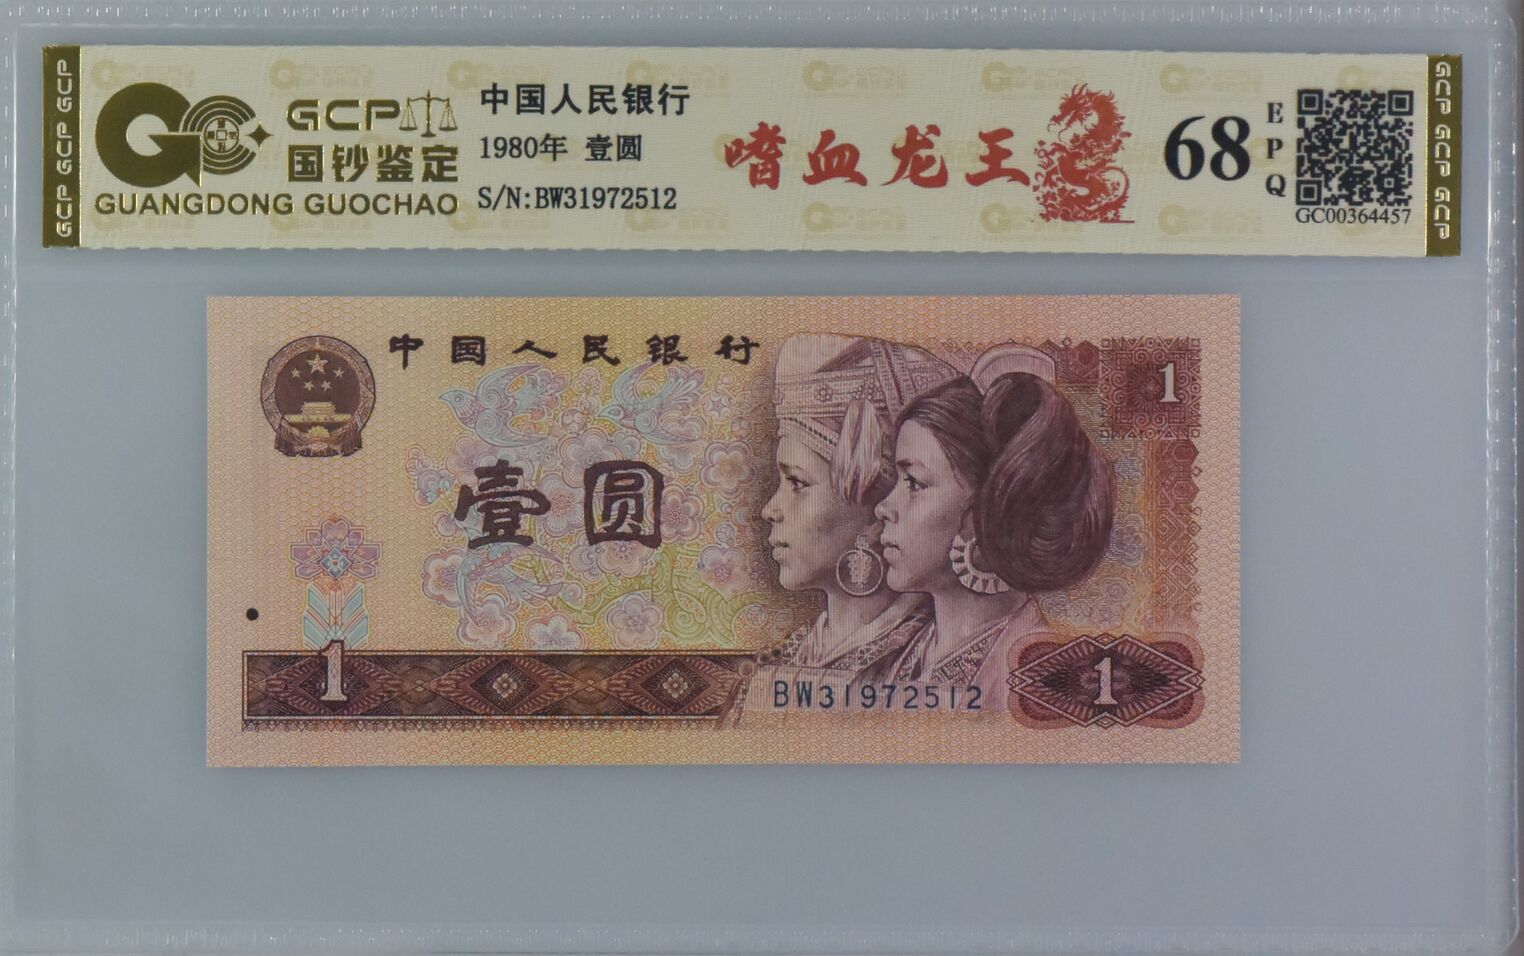 GCP GCP GCP
GCP
国钞鉴定
GUANGDONG GUOCHAO
中国人民银行
1980年 壹圆
S/N:BW31972512
嗜血龙王
68
EPQ
GC00364457
GCP GCP GCP
中国人民银行
1
壹圆
1
BW31972512
1